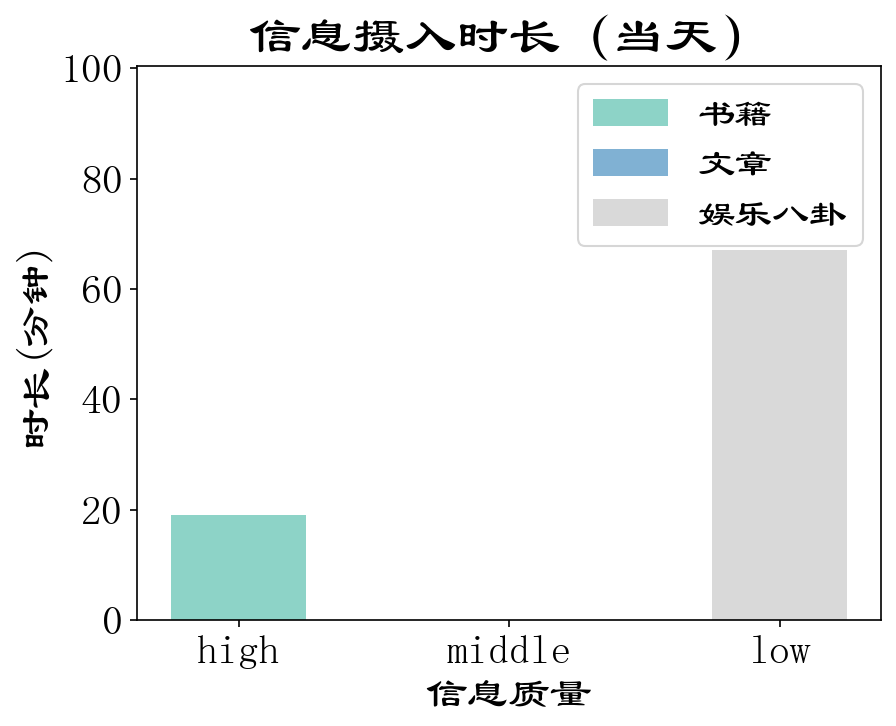 信息摄入时长（当天）
书籍
文章
娱乐八卦
时长(分钟)
100
80
60
40
20
0
high middle low
信息质量